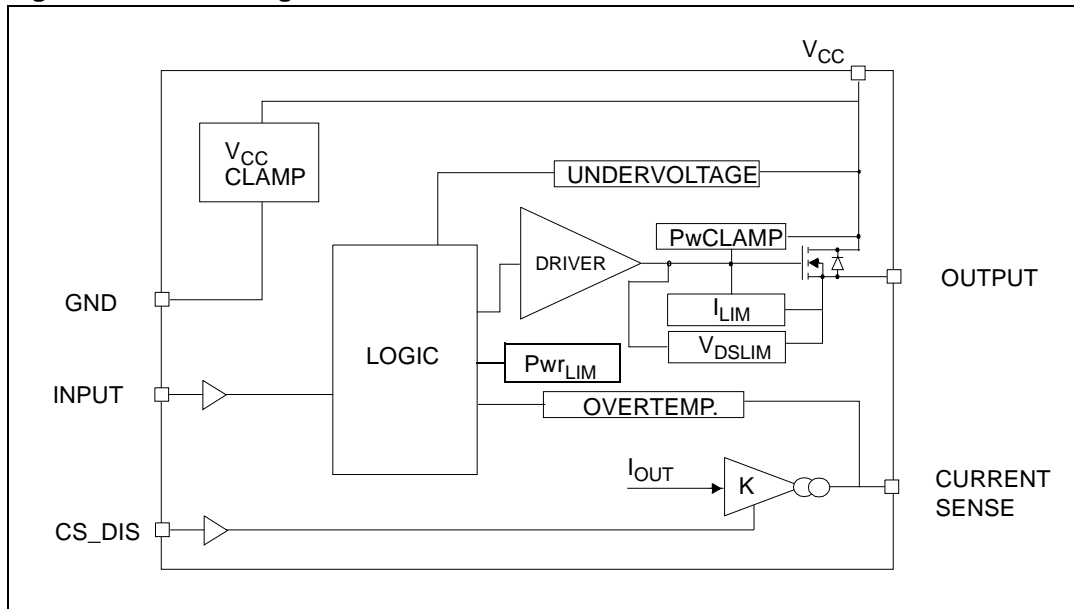 VCC
VCC
CLAMP
UNDERVOLTAGE
PwCLAMP
DRIVER
OUTPUT
GND
ILIM
VDSLIM
LOGIC
PwrLIM
INPUT
OVERTEMP.
IOUT
K
CURRENT
SENSE
CS_DIS